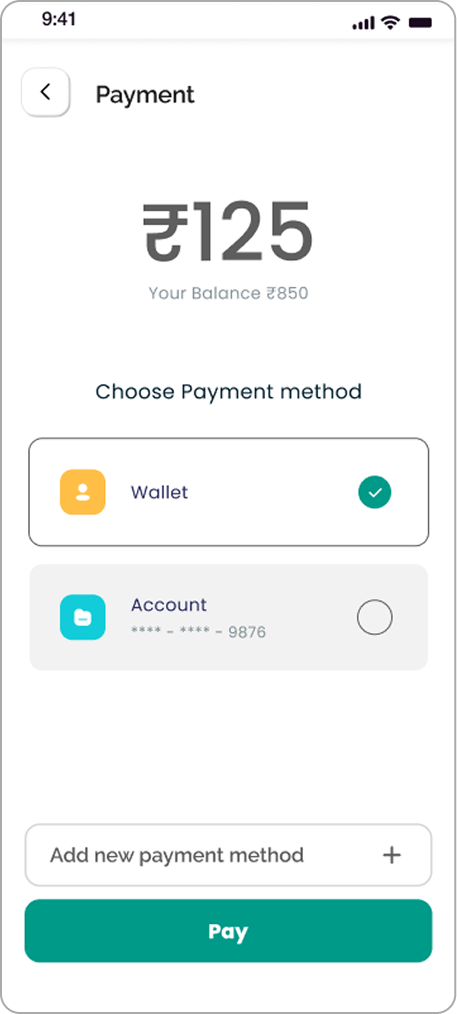 9:41
Payment
₹125
Your Balance ₹850
Choose Payment method
Wallet
Account
**** - **** - 9876
Add new payment method
Pay